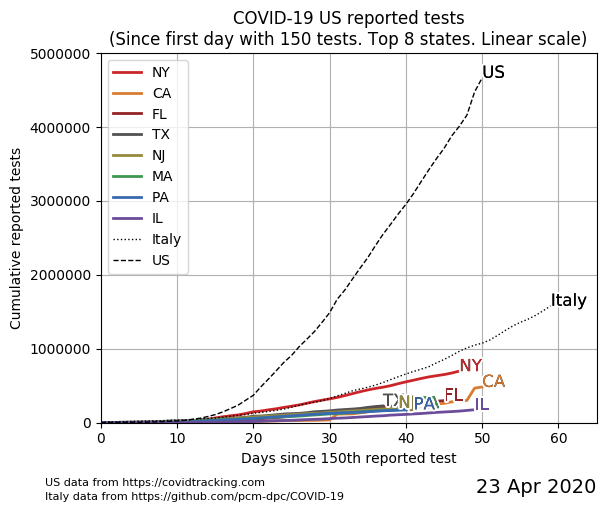 COVID-19 US reported tests
(Since first day with 150 tests. Top 8 states. Linear scale)
Cumulative reported tests
5000000
4000000
3000000
2000000
1000000
0
NY
CA
FL
TX
NJ
MA
PA
IL
Italy
US
US
Italy
NY
CA
FL
TX
NJ
PA
IL
0 10 20 30 40 50 60
Days since 150th reported test
US data from https://covidtracking.com
Italy data from https://github.com/pcm-dpc/COVID-19
23 Apr 2020